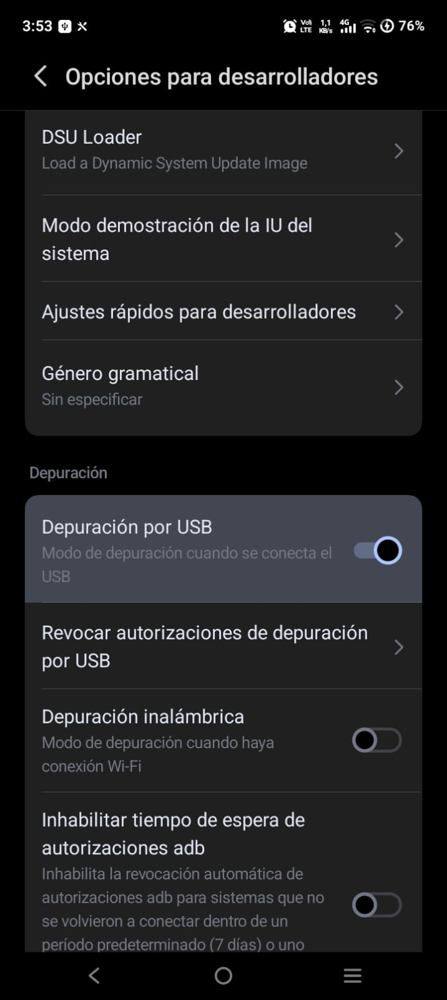 3:53
Vo) LTE 1,1 KB/s 4G 76%
Opciones para desarrolladores
DSU Loader
Load a Dynamic System Update Image
Modo demostración de la IU del
sistema
Ajustes rápidos para desarrolladores
Género gramatical
Sin especificar
Depuración
Depuración por USB
Modo de depuración cuando se conecta el
USB
Revocar autorizaciones de depuración
por USB
Depuración inalámbrica
Modo de depuración cuando haya
conexión Wi-Fi
Inhabilitar tiempo de espera de
autorizaciones adb
Inhabilita la revocación automática de
autorizaciones adb para sistemas que no
se volvieron a conectar dentro de un
período predeterminado (7 días) o uno